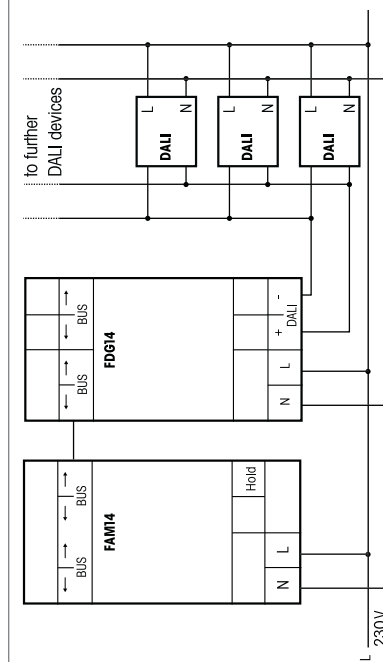 to further
DALI devices
L
N
DALI
L
N
DALI
L
N
DALI
BUS
BUS
FDG14
N
L
+
-
DALI
BUS
BUS
FAM14
Hold
N
L
L
230V